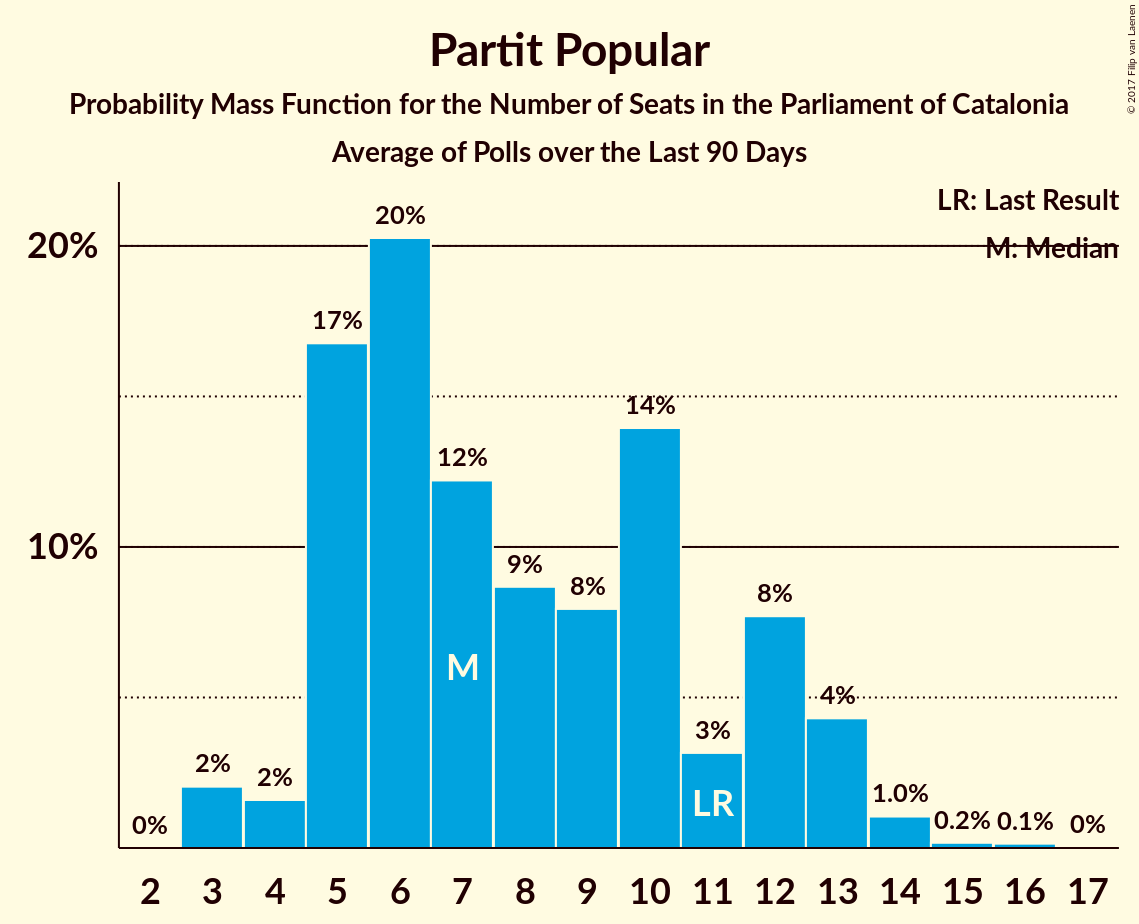 Partit Popular
Probability Mass Function for the Number of Seats in the Parliament of Catalonia
Average of Polls over the Last 90 Days
© 2017 Filip van Laenen
LR: Last Result
M: Median
20%
10%
0%
2%
2%
17%
20%
12%
9%
8%
14%
3%
8%
4%
1.0%
0.2%
0.1%
0%
M
LR
2 3 4 5 6 7 8 9 10 11 12 13 14 15 16 17